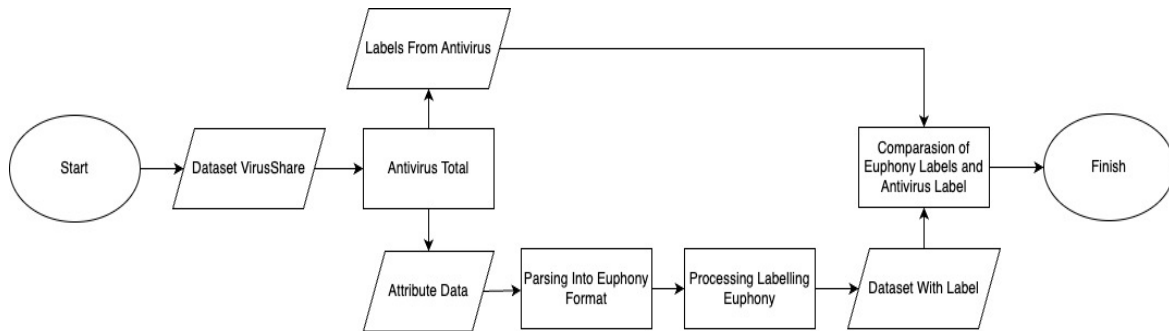 Labels From Antivirus
Start
Dataset VirusShare
Antivirus Total
Comparasion of
Euphony Labels and
Antivirus Label
Finish
Attribute Data
Parsing Into Euphony
Format
Processing Labelling
Euphony
Dataset With Label